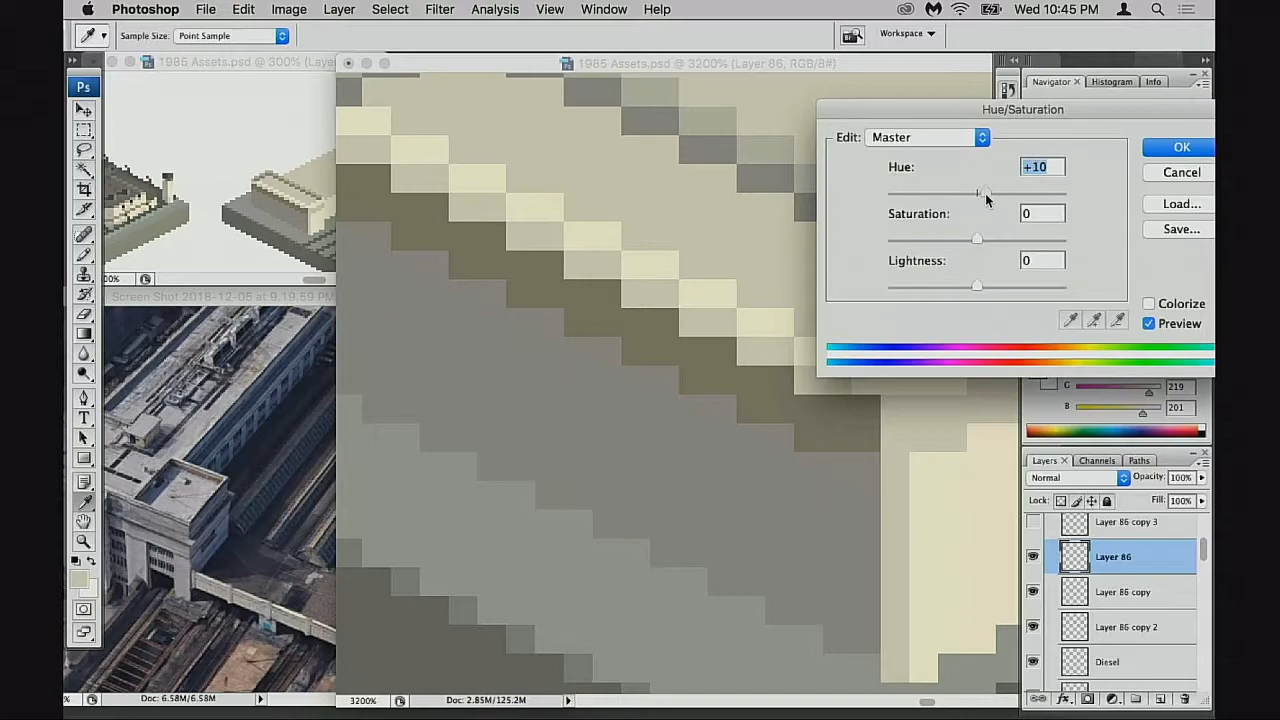 Photoshop File Edit Image Layer Select Filter Analysis View Window Help Wed 10:45 PM
Sample Size: Point Sample Workspace
1985 Assets.psd @ 300% (Layer
1985 Assets.psd @ 3200% (Layer 86, RGB/8#)
Navigator Histogram Info
Ps
Hue/Saturation
Edit: Master
OK
Hue: +10
Cancel
Load...
Saturation: 0
Save...
Lightness: 0
Colorize
Preview
00%
Screen Shot 2018-12-05 at 9:19:59 PM
G 219
B 201
Layers Channels Paths
Normal Opacity: 100%
Lock: Fill: 100%
Layer 86 copy 3
Layer 86
Layer 86 copy
Layer 86 copy 2
Diesel
% Doc: 6.58M/6.58M
3200% Doc: 2.85M/125.2M
T